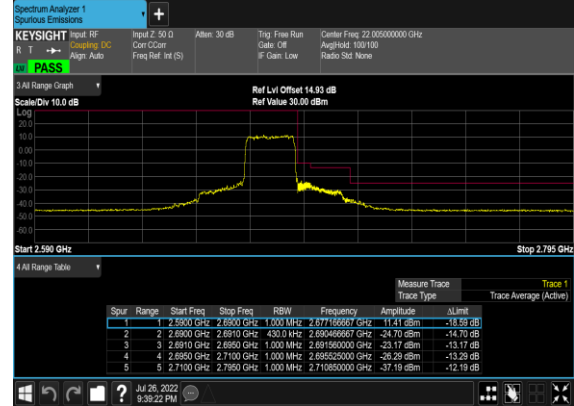 Spectrum Analyzer 1
Spurious Emissions
+
KEYSIGHT Input: RF Input Z: 50 Ω Atten: 30 dB Trig: Free Run Center Freq: 22.005000000 GHz
R T Coupling: DC Corr CCorr Gate: Off Avg|Hold: 100/100
Align: Auto Freq Ref: Int (S) IF Gain: Low Radio Std: None
PASS
3 All Range Graph
Ref Lvl Offset 14.93 dB
Scale/Div 10.0 dB Ref Value 30.00 dBm
Log
20.0
10.0
0.00
-10.0
-20.0
-30.0
-40.0
-50.0
-60.0
Start 2.590 GHz Stop 2.795 GHz
4 All Range Table
Measure Trace Trace 1
Trace Type Trace Average (Active)
Spur Range Start Freq Stop Freq RBW Frequency Amplitude ΔLimit
1 1 2.5900 GHz 2.6900 GHz 1.000 MHz 2.677166667 GHz 11.41 dBm -18.59 dB
2 2 2.6900 GHz 2.6910 GHz 430.0 kHz 2.690466667 GHz -24.70 dBm -14.70 dB
3 3 2.6910 GHz 2.6950 GHz 1.000 MHz 2.691560000 GHz -23.17 dBm -13.17 dB
4 4 2.6950 GHz 2.7100 GHz 1.000 MHz 2.695525000 GHz -26.29 dBm -13.29 dB
5 5 2.7100 GHz 2.7950 GHz 1.000 MHz 2.710850000 GHz -37.19 dBm -12.19 dB
? Jul 26, 2022
9:39:22 PM